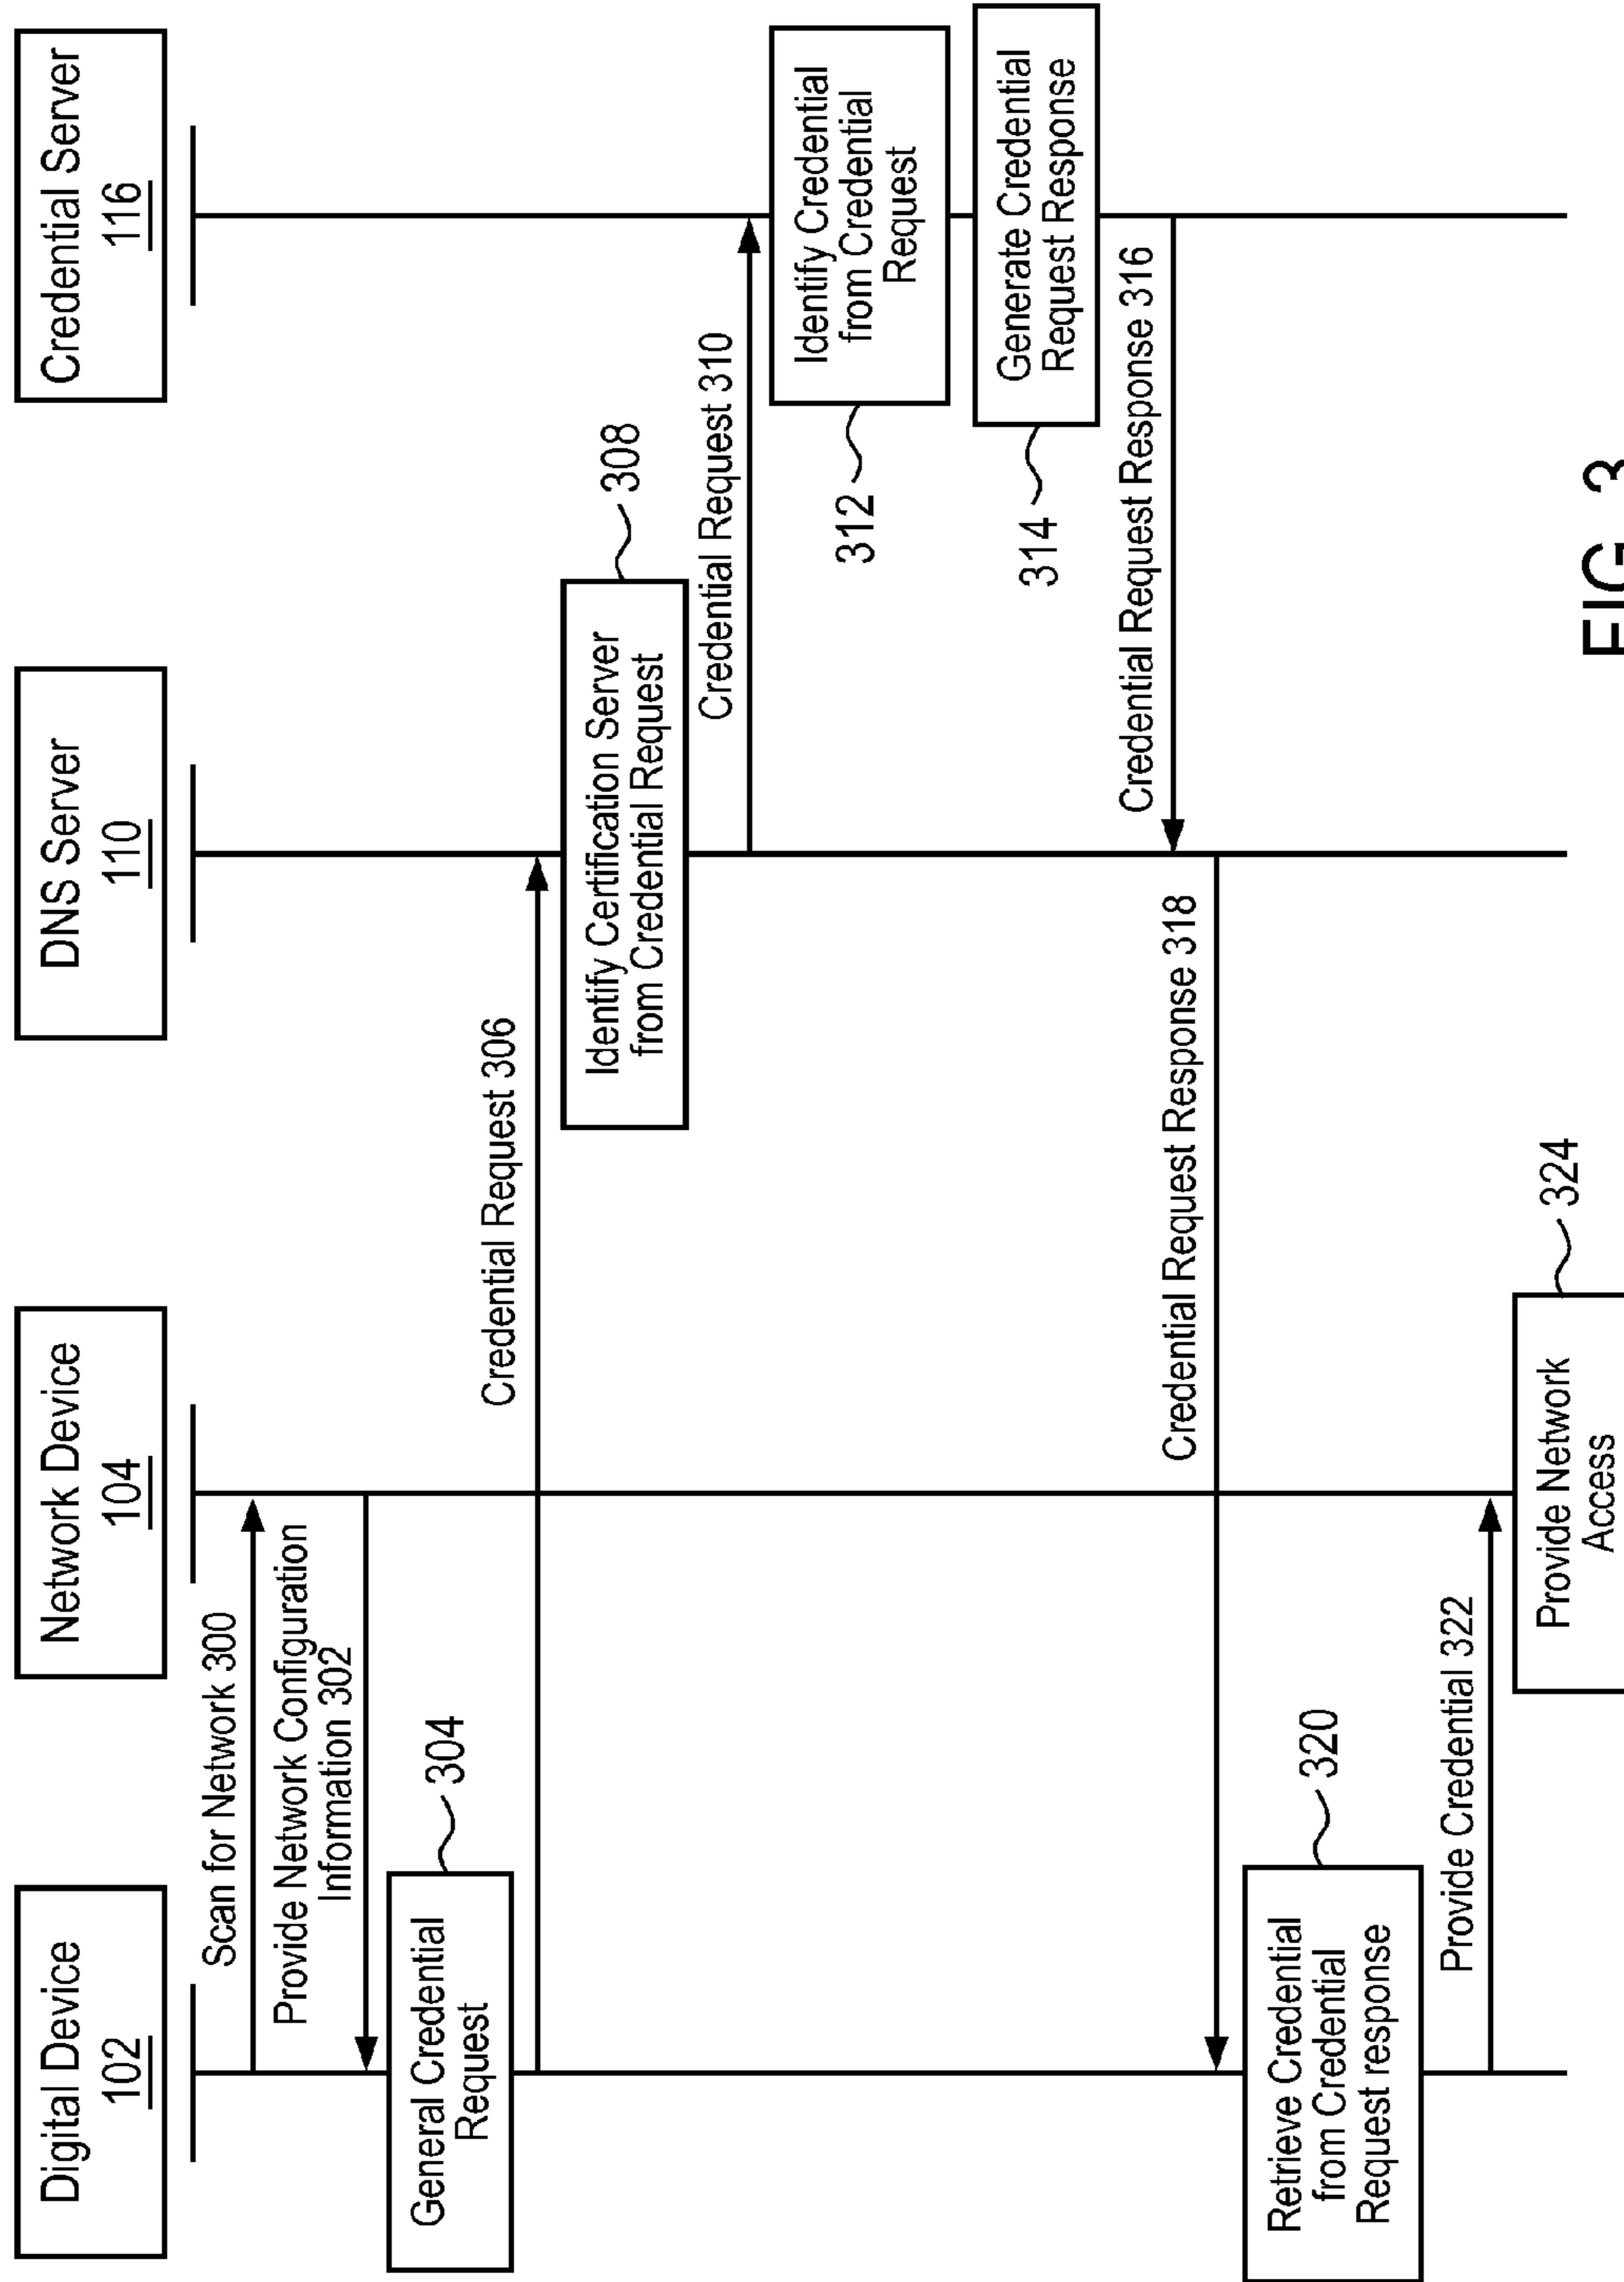 Digital Device
102
Network Device
104
DNS Server
110
Credential Server
116
Scan for Network 300
Provide Network Configuration
Information 302
General Credential
Request
304
Credential Request 306
Identify Certification Server
from Credential Request
308
Credential Request 310
Identify Credential
from Credential
Request
312
Generate Credential
Request Response
314
Credential Request Response 316
Credential Request Response 318
Retrieve Credential
from Credential
Request response
320
Provide Credential 322
Provide Network
Access
324
FIG. 3